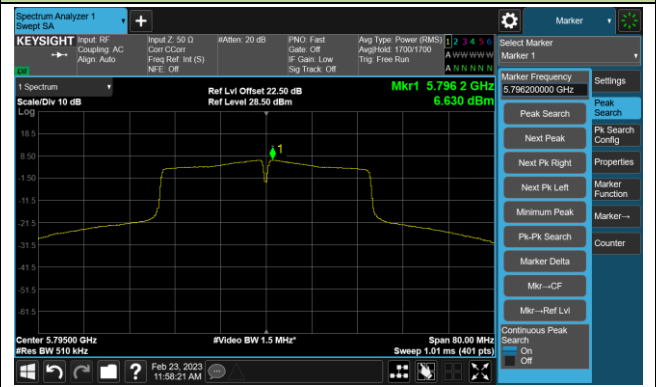 Spectrum Analyzer 1
Swept SA
+
Marker
KEYSIGHT
Input: RF
Coupling: AC
Align: Auto
Input Z: 50 Ω
Corr CCorr
Freq Ref: Int (S)
NFE: Off
#Atten: 20 dB
PNO: Fast
Gate: Off
IF Gain: Low
Sig Track: Off
Avg Type: Power (RMS)
Avg|Hold: 1700/1700
Trig: Free Run
1 2 3 4 5 6
A W W W W W
A N N N N N
LXI
Select Marker
Marker 1
1 Spectrum
Scale/Div 10 dB
Log
Ref Lvl Offset 22.50 dB
Ref Level 28.50 dBm
Mkr1 5.796 2 GHz
6.630 dBm
18.5
8.50
-1.50
-11.5
-21.5
-31.5
-41.5
-51.5
-61.5
1
Center 5.79500 GHz
#Res BW 510 kHz
#Video BW 1.5 MHz*
Span 80.00 MHz
Sweep 1.01 ms (401 pts)
Marker Frequency
5.796200000 GHz
Peak Search
Next Peak
Next Pk Right
Next Pk Left
Minimum Peak
Pk-Pk Search
Marker Delta
Mkr→CF
Mkr→Ref Lvl
Continuous Peak
Search
On
Off
Settings
Peak
Search
Pk Search
Config
Properties
Marker
Function
Marker→
Counter
?
Feb 23, 2023
11:58:21 AM